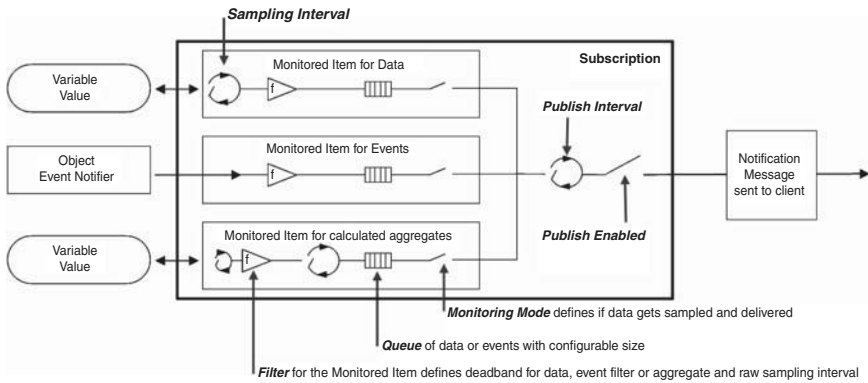 Sampling Interval
Monitored Item for Data
Subscription
Variable
Value
f
Publish Interval
Monitored Item for Events
Object
Event Notifier
f
Notification
Message
sent to client
Monitored Item for calculated aggregates
Variable
Value
f
Publish Enabled
Monitoring Mode defines if data gets sampled and delivered
Queue of data or events with configurable size
Filter for the Monitored Item defines deadband for data, event filter or aggregate and raw sampling interval